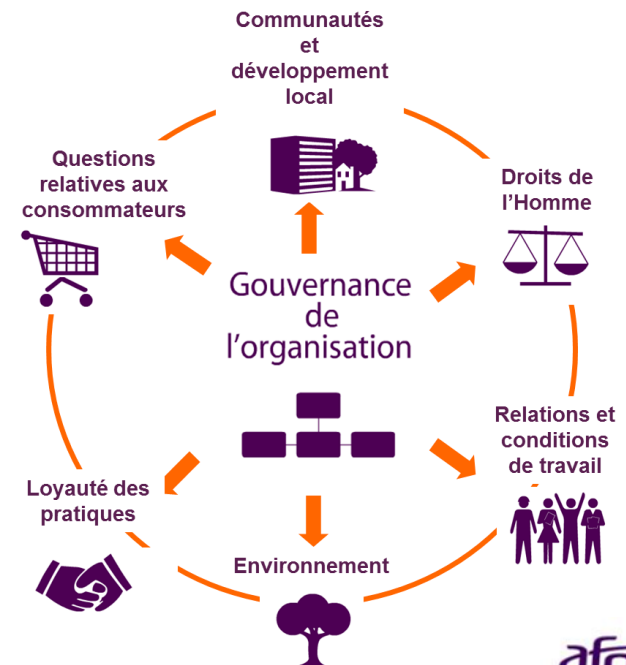 Communautés
et
développement
local
Questions
relatives aux
consommateurs
Droits de
l'Homme
Gouvernance
de
l'organisation
Relations et
conditions
de travail
Loyauté des
pratiques
Environnement